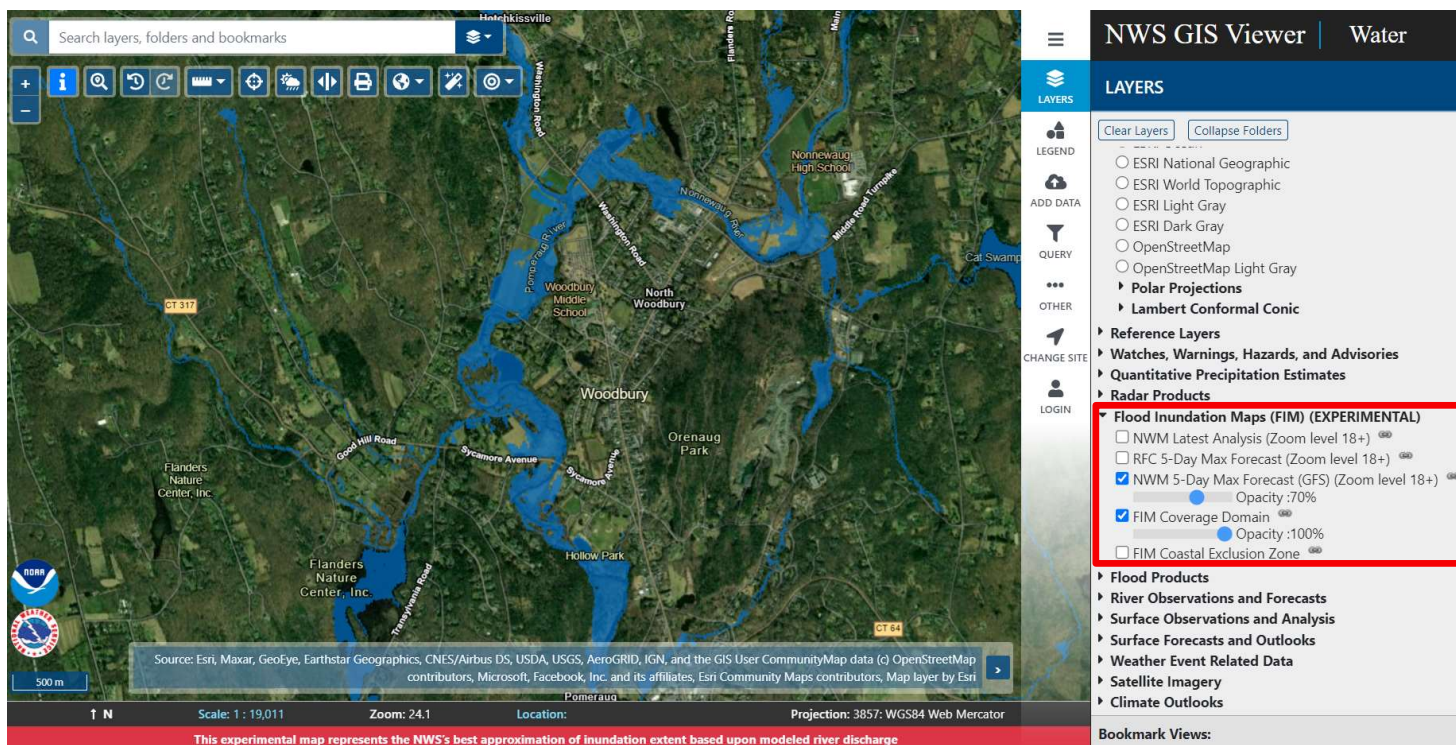 Hotchkissville
Search layers, folders and bookmarks
+
i
−
Washington Road
Flanders Ro
Main
Nonnewaug
High School
Nonnewaug River
Middle Road Turnpike
Washington Road
Pomperaug River
Cat Swamp
Woodbury
Middle
School
North
Woodbury
CT 317
Woodbury
Good Hill Road
Sycamore Avenue
Sycamore Avenue
Orenaug
Park
Flanders
Nature
Center, Inc.
Hollow Park
Flanders
Nature
Center, Inc.
Transylvania Road
CT 64
NOAA
NATIONAL WEATHER SERVICE
Source: Esri, Maxar, GeoEye, Earthstar Geographics, CNES/Airbus DS, USDA, USGS, AeroGRID, IGN, and the GIS User CommunityMap data (c) OpenStreetMap
contributors, Microsoft, Facebook, Inc. and its affiliates, Esri Community Maps contributors, Map layer by Esri
500 m
Pomeraug
↑ N Scale: 1 : 19,011 Zoom: 24.1 Location: Projection: 3857: WGS84 Web Mercator
This experimental map represents the NWS's best approximation of inundation extent based upon modeled river discharge
LAYERS
LEGEND
ADD DATA
QUERY
OTHER
CHANGE SITE
LOGIN
NWS GIS Viewer | Water
LAYERS
Clear Layers Collapse Folders
ESRI National Geographic
ESRI World Topographic
ESRI Light Gray
ESRI Dark Gray
OpenStreetMap
OpenStreetMap Light Gray
Polar Projections
Lambert Conformal Conic
Reference Layers
Watches, Warnings, Hazards, and Advisories
Quantitative Precipitation Estimates
Radar Products
Flood Inundation Maps (FIM) (EXPERIMENTAL)
NWM Latest Analysis (Zoom level 18+)
RFC 5-Day Max Forecast (Zoom level 18+)
NWM 5-Day Max Forecast (GFS) (Zoom level 18+)
Opacity :70%
FIM Coverage Domain
Opacity :100%
FIM Coastal Exclusion Zone
Flood Products
River Observations and Forecasts
Surface Observations and Analysis
Surface Forecasts and Outlooks
Weather Event Related Data
Satellite Imagery
Climate Outlooks
Bookmark Views: